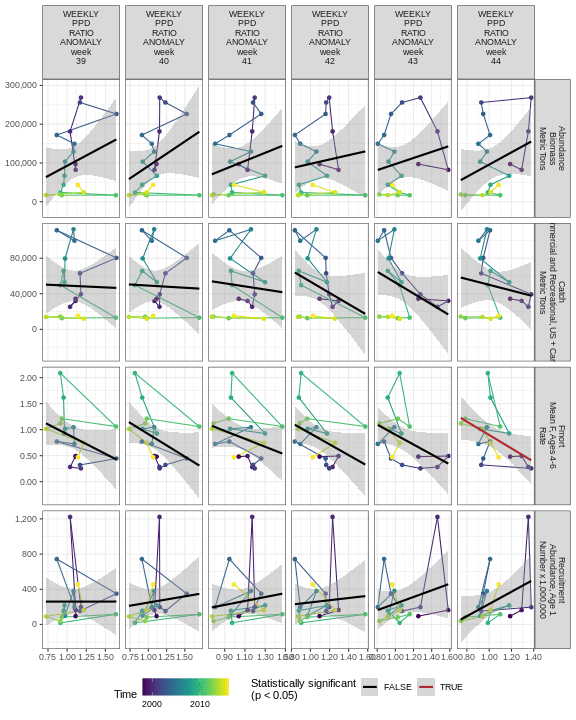 WEEKLY
PPD
RATIO
ANOMALY
week
39
WEEKLY
PPD
RATIO
ANOMALY
week
40
WEEKLY
PPD
RATIO
ANOMALY
week
41
WEEKLY
PPD
RATIO
ANOMALY
week
42
WEEKLY
PPD
RATIO
ANOMALY
week
43
WEEKLY
PPD
RATIO
ANOMALY
week
44
300,000
200,000
100,000
0
Abundance
Biomass
Metric Tons
80,000
40,000
0
Catch
mmercial and Recreational, US + Ca
Metric Tons
2.00
1.50
1.00
0.50
0.00
Fmort
Mean F, Ages 4-6
Rate
1,200
800
400
0
Recruitment
Abundance, Age 1
Number x 1,000,000
0.75 1.00 1.25 1.50
0.75 1.00 1.25 1.50
0.90 1.10 1.30
1.00 1.20 1.40
1.00 1.20 1.40 1.60
0.80 1.00 1.20 1.40
Time
2000 2010
Statistically significant
(p < 0.05)
FALSE
TRUE